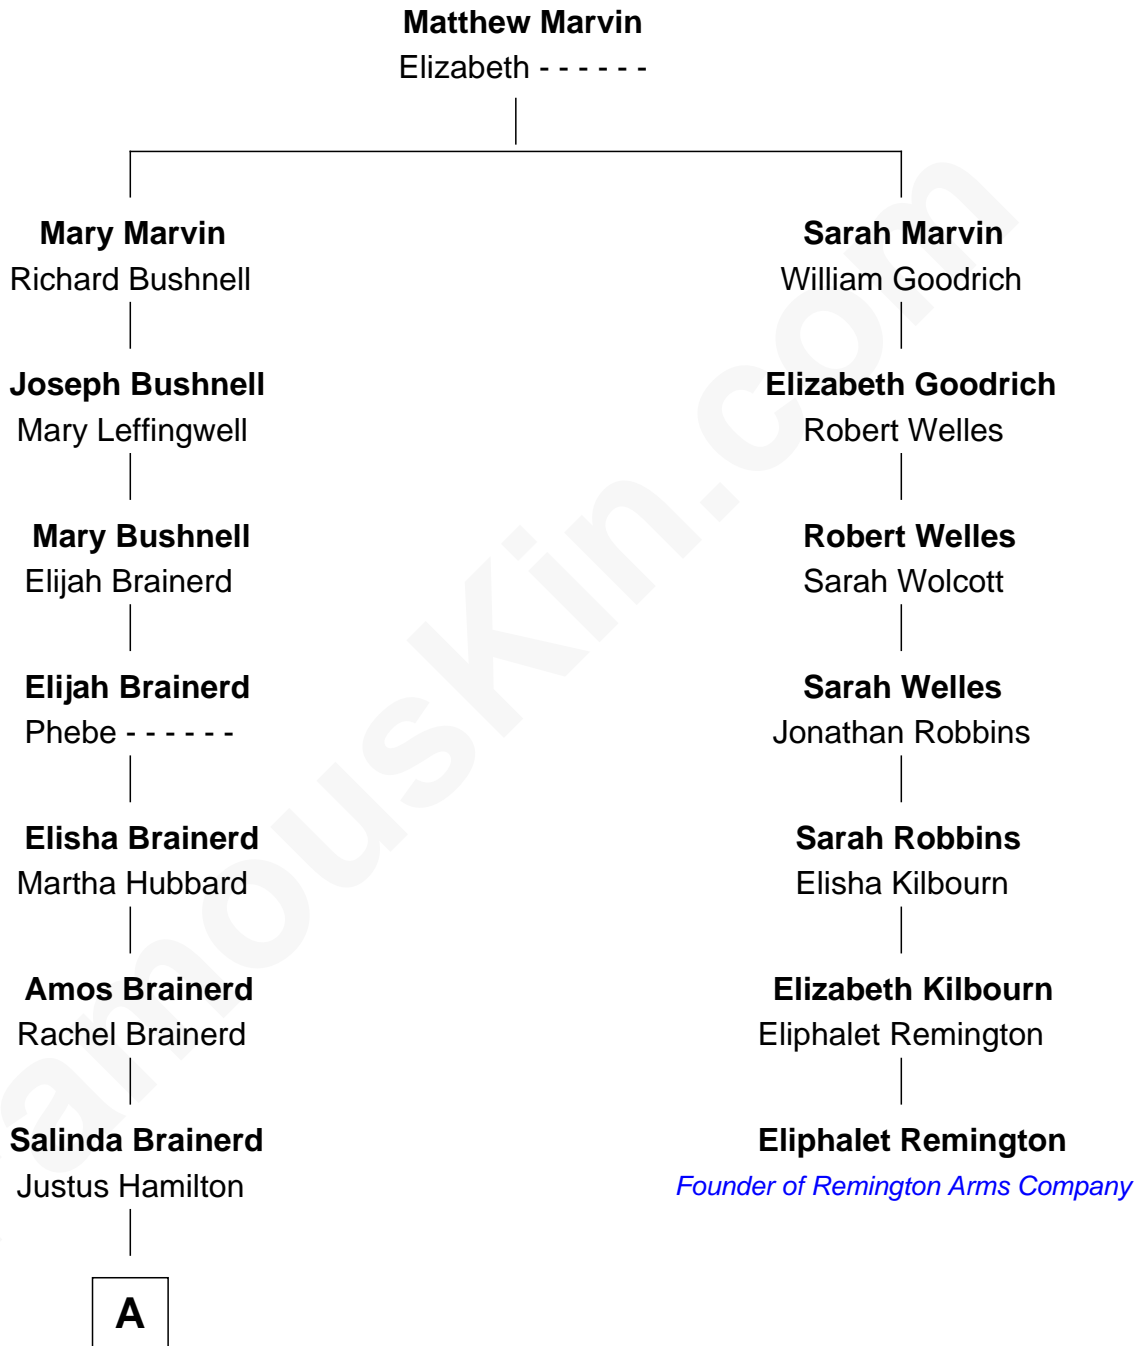 Matthew Marvin
Elizabeth - - - - - -
Mary Marvin
Richard Bushnell
Sarah Marvin
William Goodrich
Joseph Bushnell
Mary Leffingwell
Elizabeth Goodrich
Robert Welles
Mary Bushnell
Elijah Brainerd
Robert Welles
Sarah Wolcott
Elijah Brainerd
Phebe - - - - - -
Sarah Welles
Jonathan Robbins
Elisha Brainerd
Martha Hubbard
Sarah Robbins
Elisha Kilbourn
Amos Brainerd
Rachel Brainerd
Elizabeth Kilbourn
Eliphalet Remington
Salinda Brainerd
Justus Hamilton
Eliphalet Remington
Founder of Remington Arms Company
A
amouskin.com